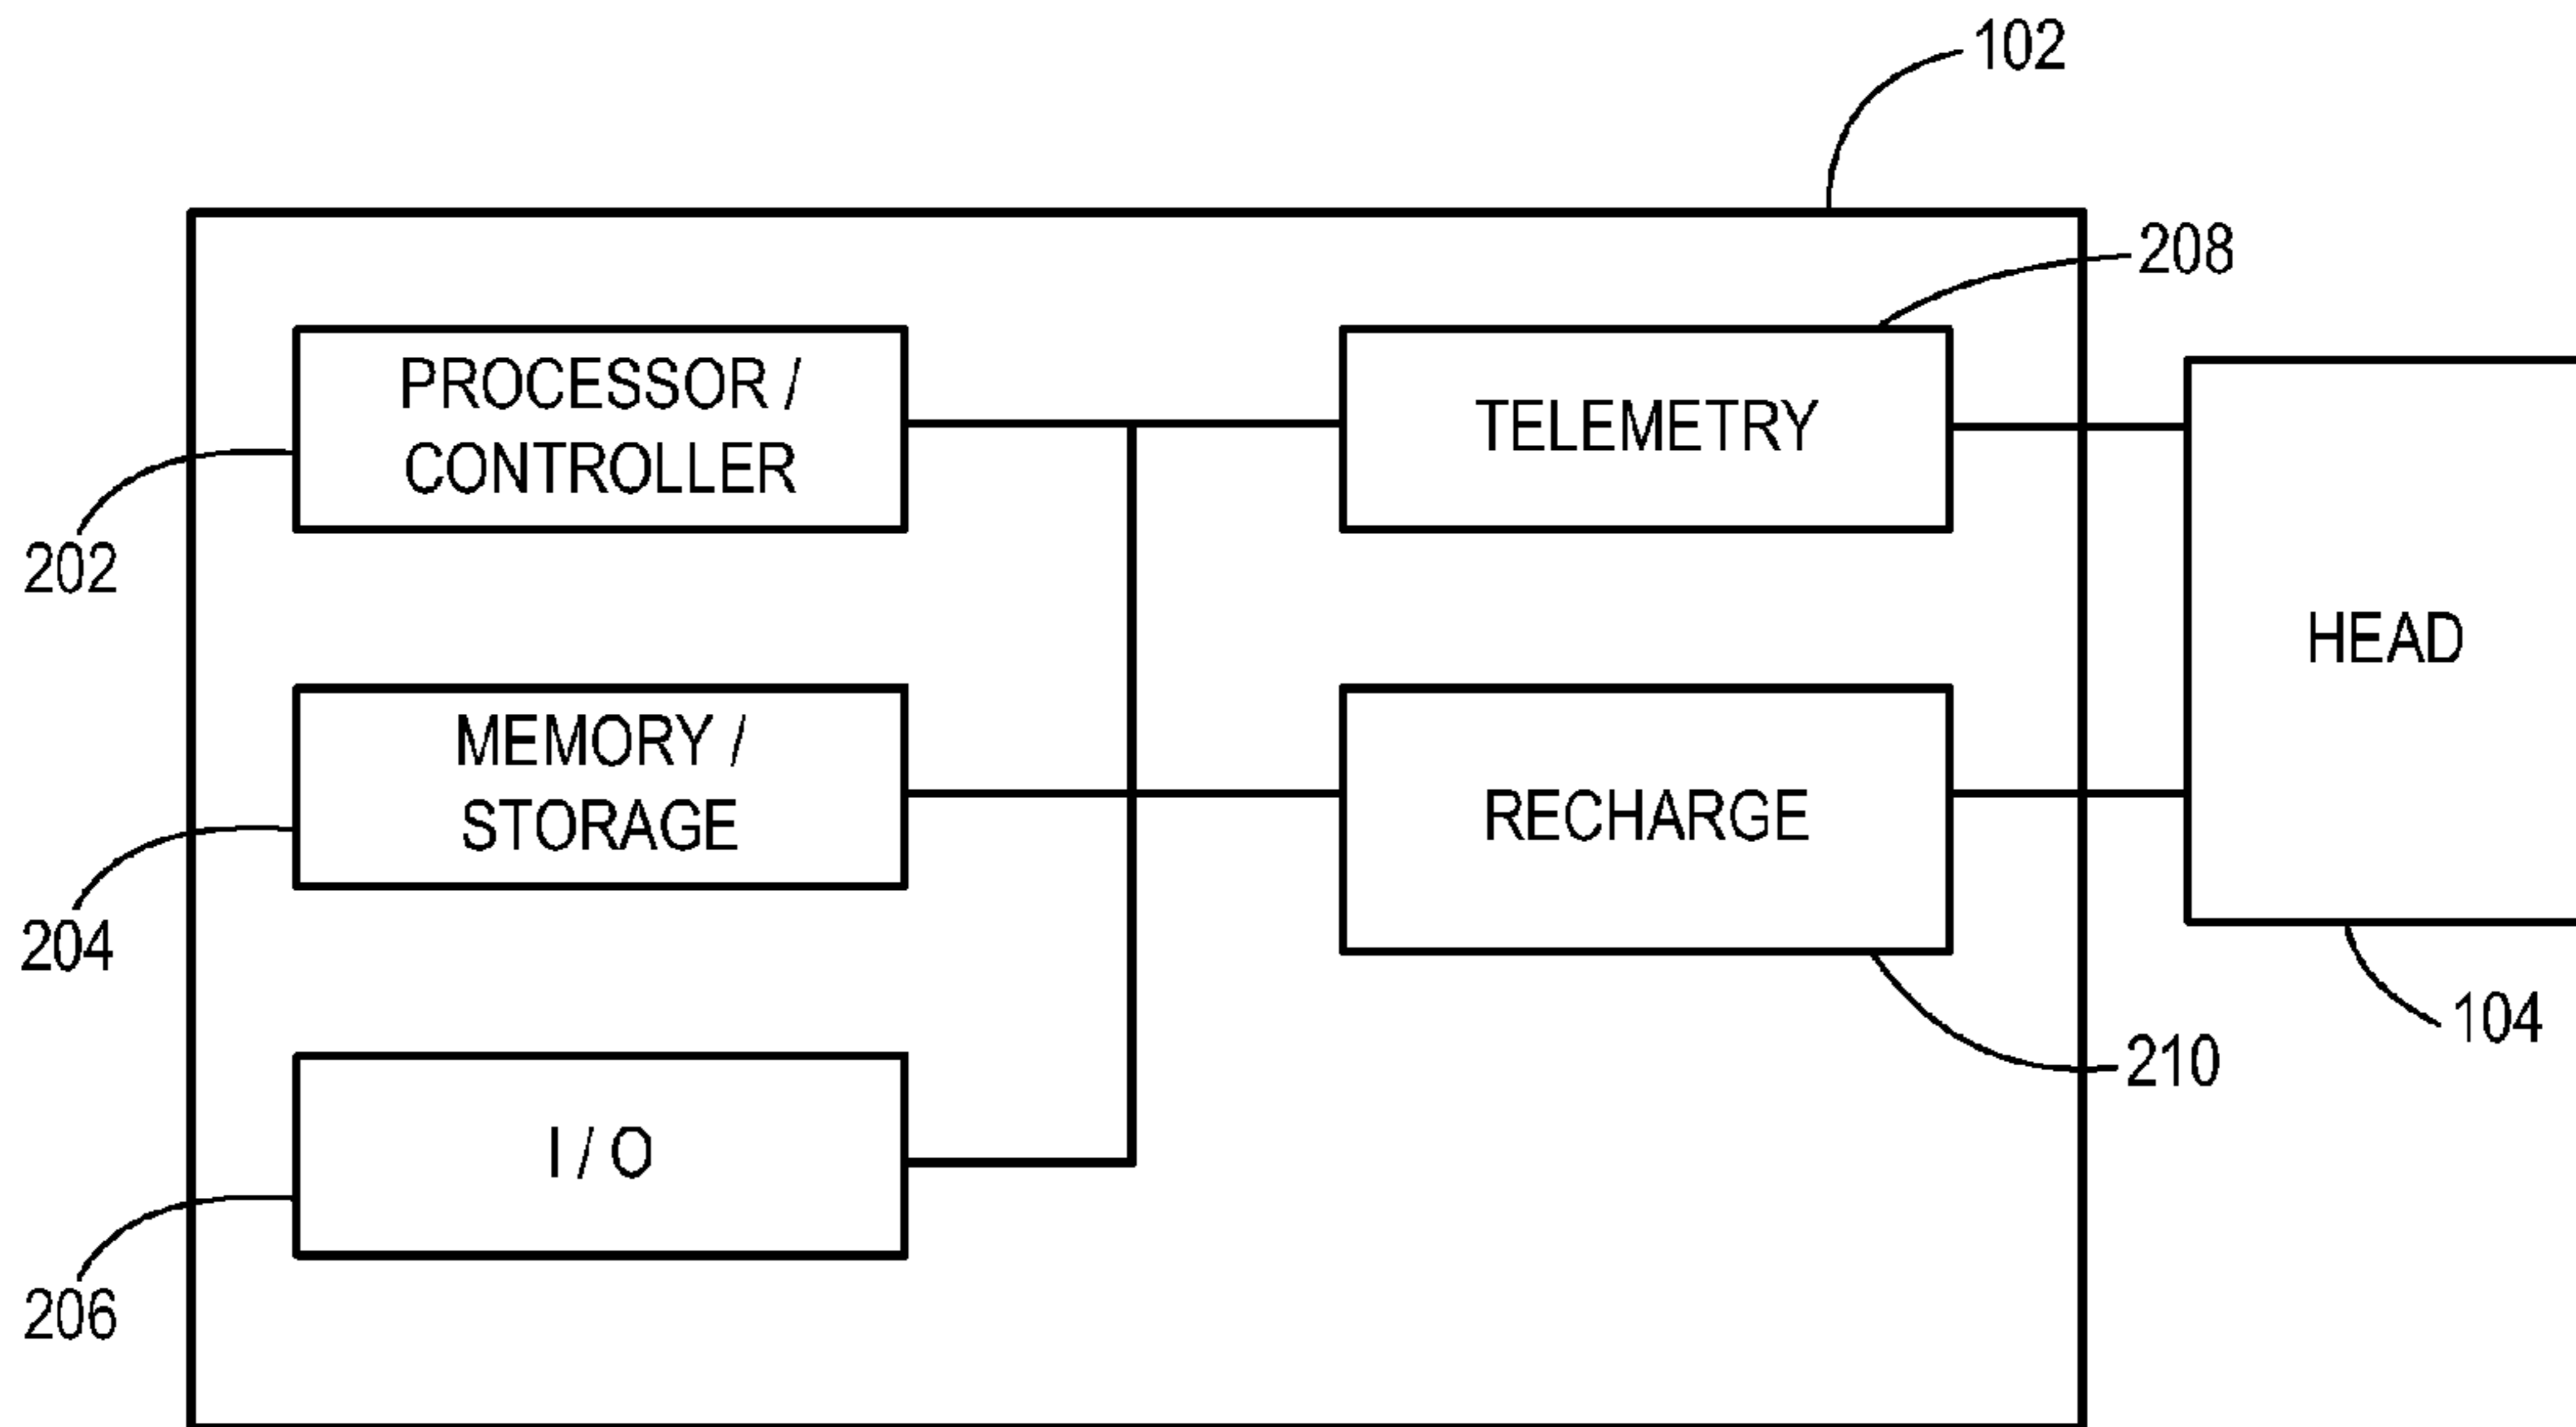 102
208
PROCESSOR /
CONTROLLER
TELEMETRY
202
HEAD
MEMORY /
STORAGE
RECHARGE
204
104
210
I / O
206